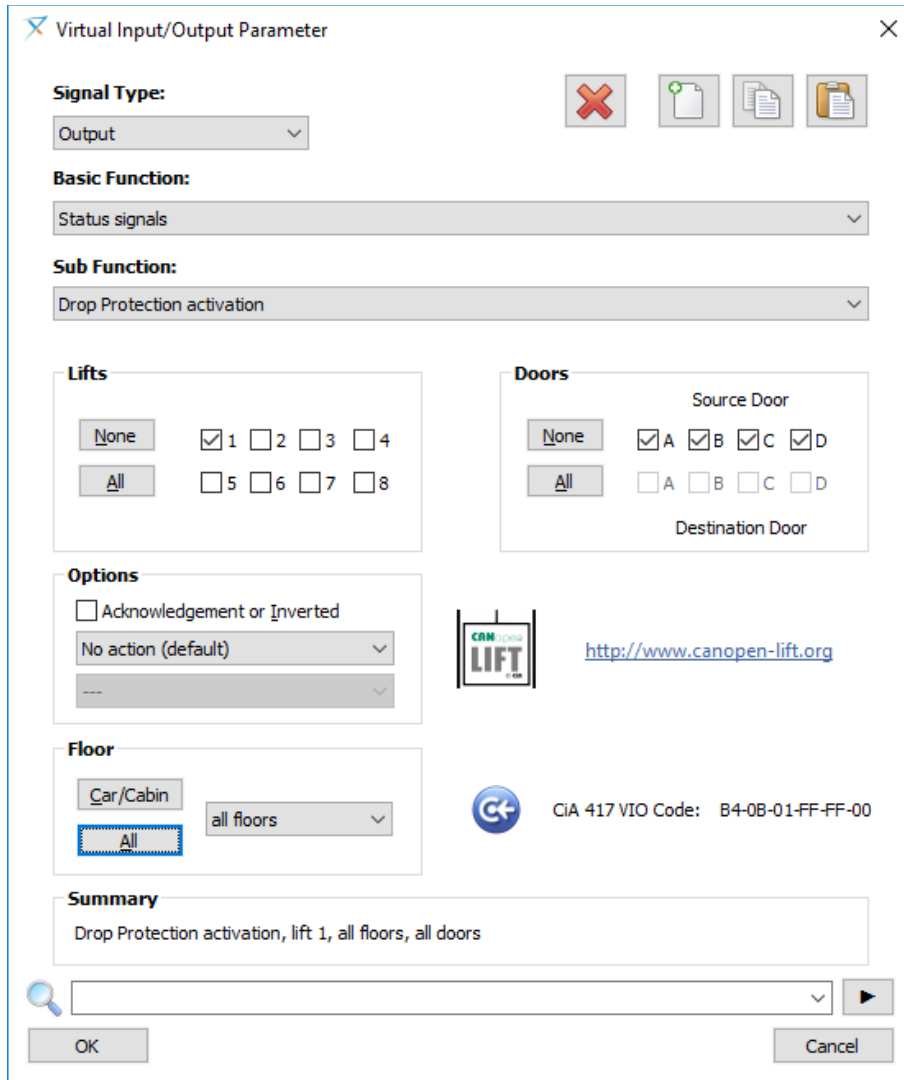 Virtual Input/Output Parameter
Signal Type:
Output
Basic Function:
Status signals
Sub Function:
Drop Protection activation
Lifts
None
1 2 3 4
All
5 6 7 8
Doors
Source Door
None
A B C D
All
A B C D
Destination Door
Options
Acknowledgement or Inverted
No action (default)
---
CANopen
LIFT
http://www.canopen-lift.org
Floor
Car/Cabin
All
all floors
CiA 417 VIO Code: B4-0B-01-FF-FF-00
Summary
Drop Protection activation, lift 1, all floors, all doors
OK
Cancel